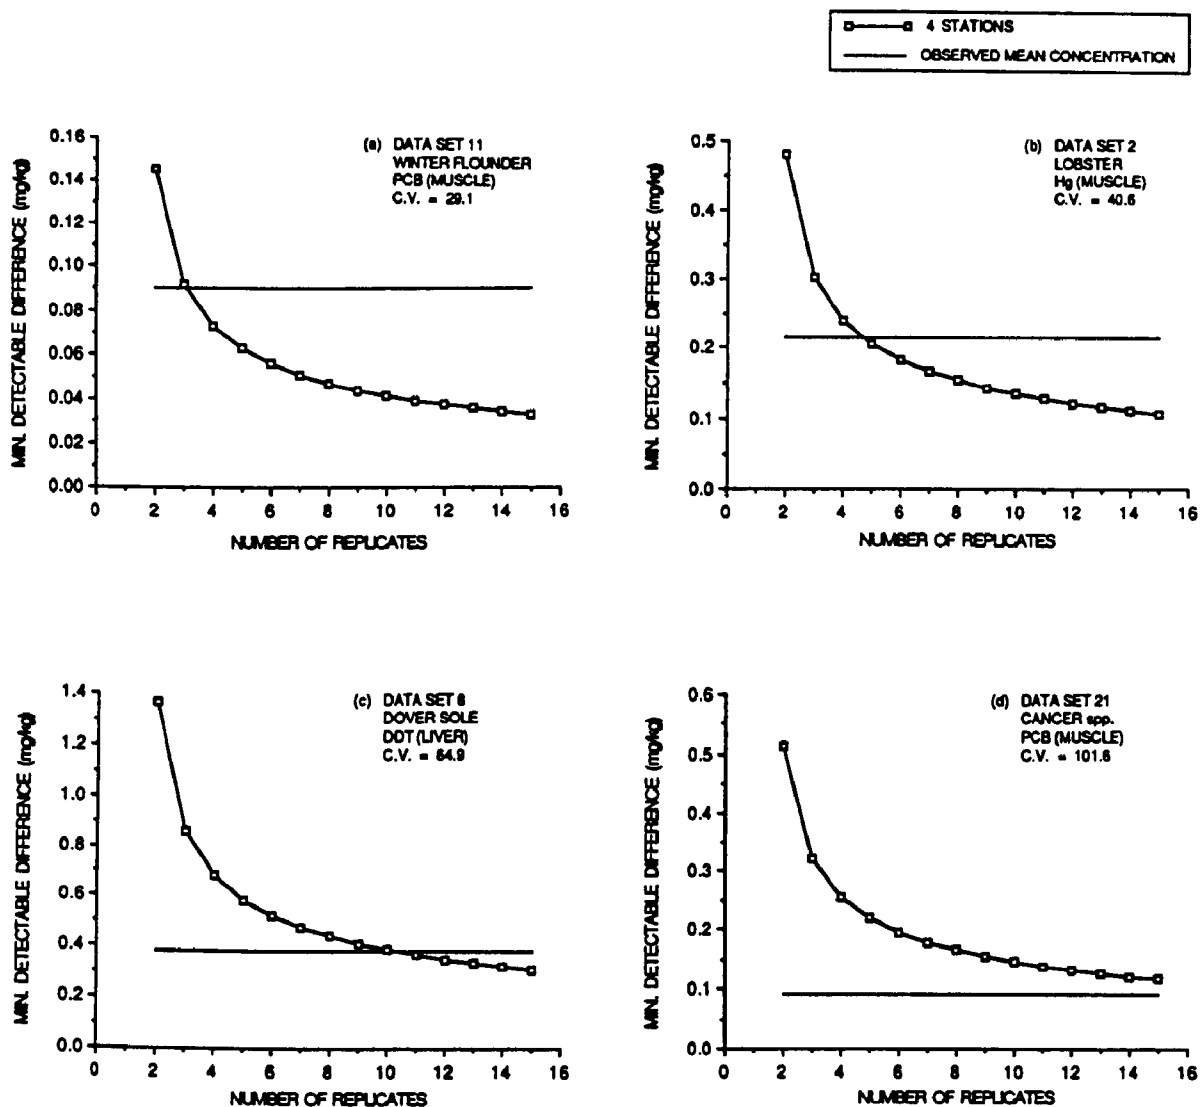 4 STATIONS
OBSERVED MEAN CONCENTRATION
(a) DATA SET 11
WINTER FLOUNDER
PCB (MUSCLE)
C.V. = 29.1
MIN. DETECTABLE DIFFERENCE (mg/kg)
0.16
0.14
0.12
0.10
0.08
0.06
0.04
0.02
0.00
0 2 4 6 8 10 12 14 16
NUMBER OF REPLICATES
(b) DATA SET 2
LOBSTER
Hg (MUSCLE)
C.V. = 40.6
MIN. DETECTABLE DIFFERENCE (mg/kg)
0.5
0.4
0.3
0.2
0.1
0.0
0 2 4 6 8 10 12 14 16
NUMBER OF REPLICATES
(c) DATA SET
DOVER SOLE
DDT (LIVER)
C.V. =
MIN. DETECTABLE DIFFERENCE (mg/kg)
1.4
1.2
1.0
0.8
0.6
0.4
0.2
0.0
0 2 4 6 8 10 12 14 16
NUMBER OF REPLICATES
(d) DATA SET 21
CANCER spp.
PCB (MUSCLE)
C.V. = 101.6
MIN. DETECTABLE DIFFERENCE (mg/kg)
0.6
0.5
0.4
0.3
0.2
0.1
0.0
0 2 4 6 8 10 12 14 16
NUMBER OF REPLICATES